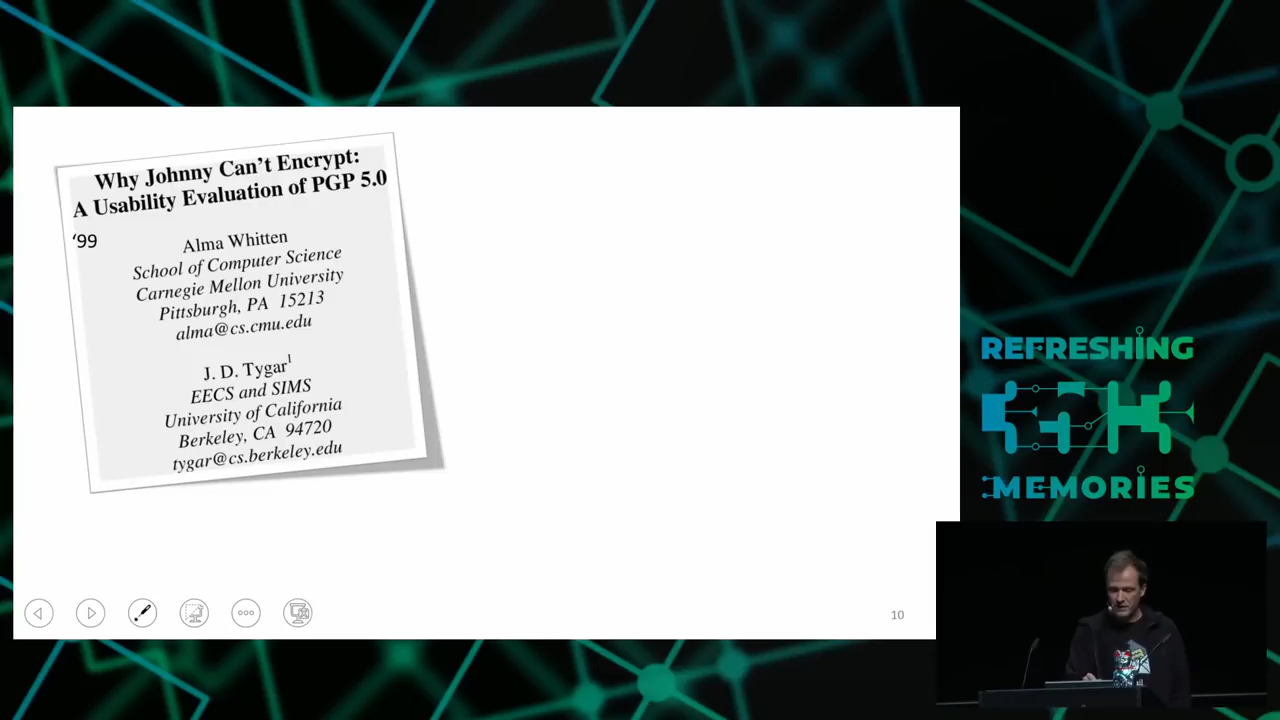 Why Johnny Can't Encrypt:
A Usability Evaluation of PGP 5.0
‘99
Alma Whitten
School of Computer Science
Carnegie Mellon University
Pittsburgh, PA 15213
alma@cs.cmu.edu
J. D. Tygar1
EECS and SIMS
University of California
Berkeley, CA 94720
tygar@cs.berkeley.edu
10
REFRESHING
MEMORIES